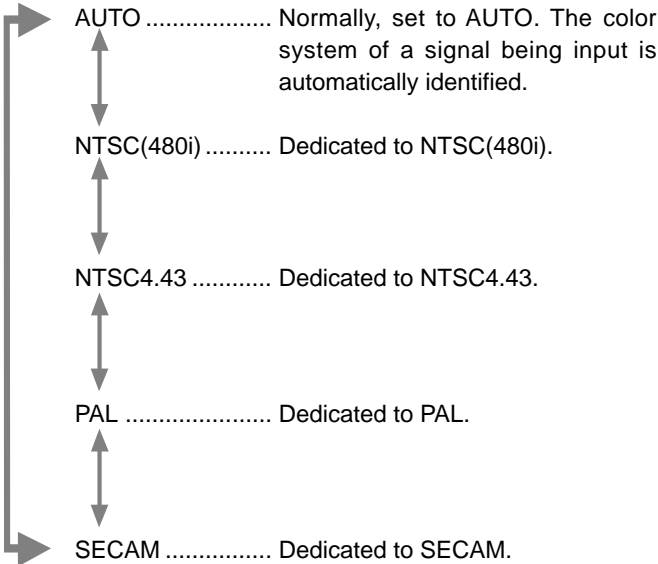 AUTO ................... Normally, set to AUTO. The color
system of a signal being input is
automatically identified.
NTSC(480i) .......... Dedicated to NTSC(480i).
NTSC4.43 ............ Dedicated to NTSC4.43.
PAL ...................... Dedicated to PAL.
SECAM ................ Dedicated to SECAM.